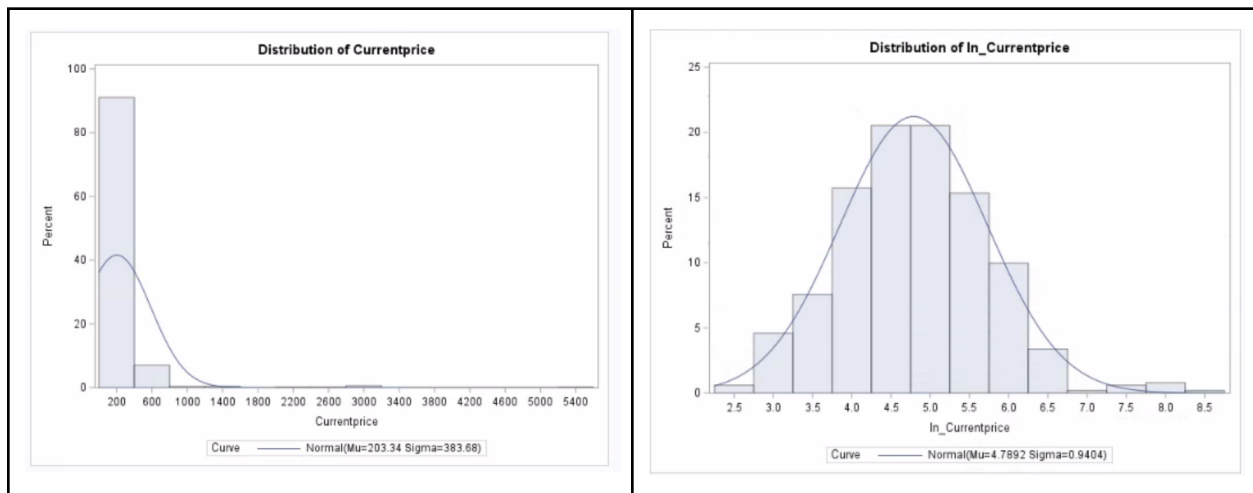 Distribution of Currentprice
100
80
60
40
20
0
Percent
200 600 1000 1400 1800 2200 2600 3000 3400 3800 4200 4600 5000 5400
Currentprice
Curve Normal(Mu=203.34 Sigma=383.68)
Distribution of ln_Currentprice
25
20
15
10
5
0
Percent
2.5 3.0 3.5 4.0 4.5 5.0 5.5 6.0 6.5 7.0 7.5 8.0 8.5
ln_Currentprice
Curve Normal(Mu=4.7892 Sigma=0.9404)